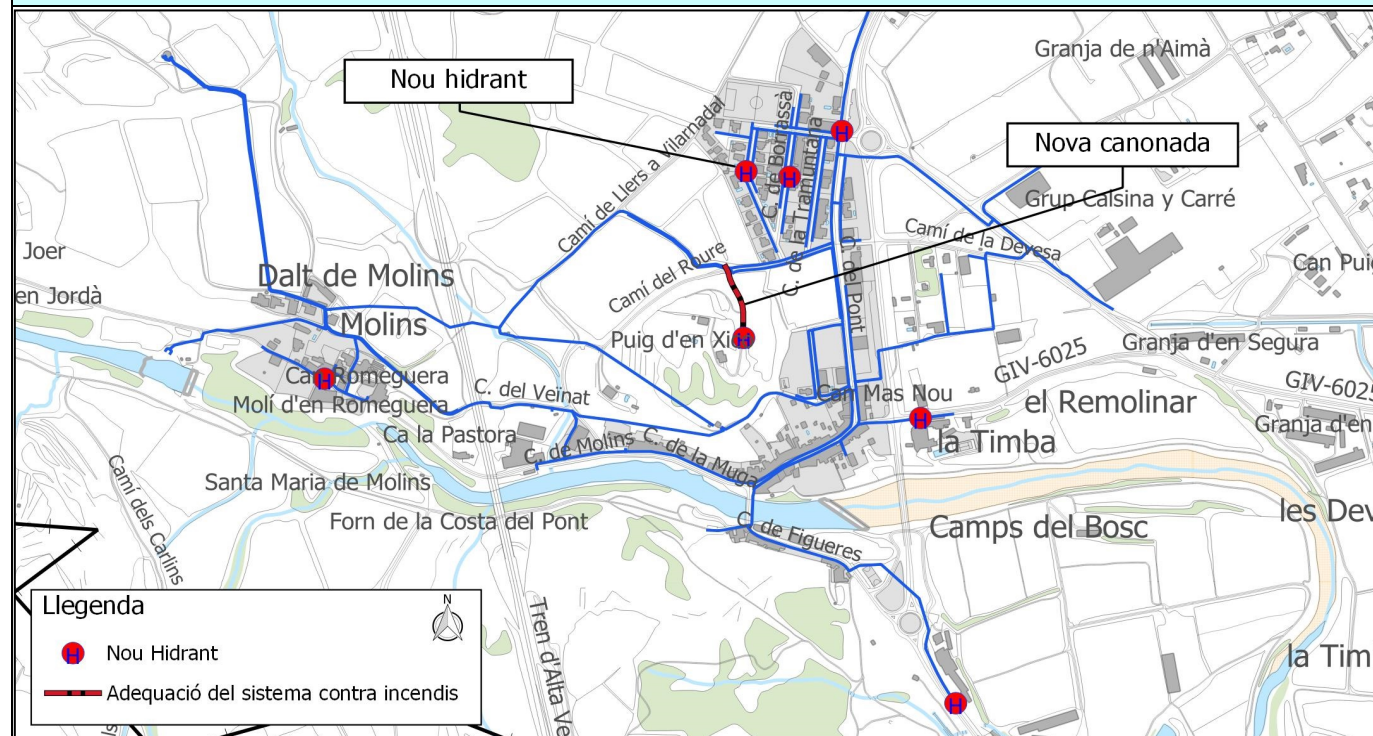 Granja de n'Aimà
Nou hidrant
Nova canonada
Camí de Llers a Vilarnadal
C. de Borrassà
C. de la Tramuntana
Grup Calsina y Carré
Camí de la Devesa
Joer
Dalt de Molins
Can Puig
en Jordà
Camí del Roure
C. del Pont
Molins
Puig d'en Xi
Granja d'en Segura
GIV-6025
GIV-6025
Can Romeguera
C. del Veïnat
Can Mas Nou
el Remolinar
Molí d'en Romeguera
Granja d'en
Ca la Pastora
C. de Molins
C. de la Muga
la Timba
Santa Maria de Molins
Forn de la Costa del Pont
C. de Figueres
Camps del Bosc
les Dev
Camí dels Carlins
Llegenda
N
H Nou Hidrant
Adequació del sistema contra incendis
Tren d'Alta Ve
la Tim
H
H
H
H
H
H
H